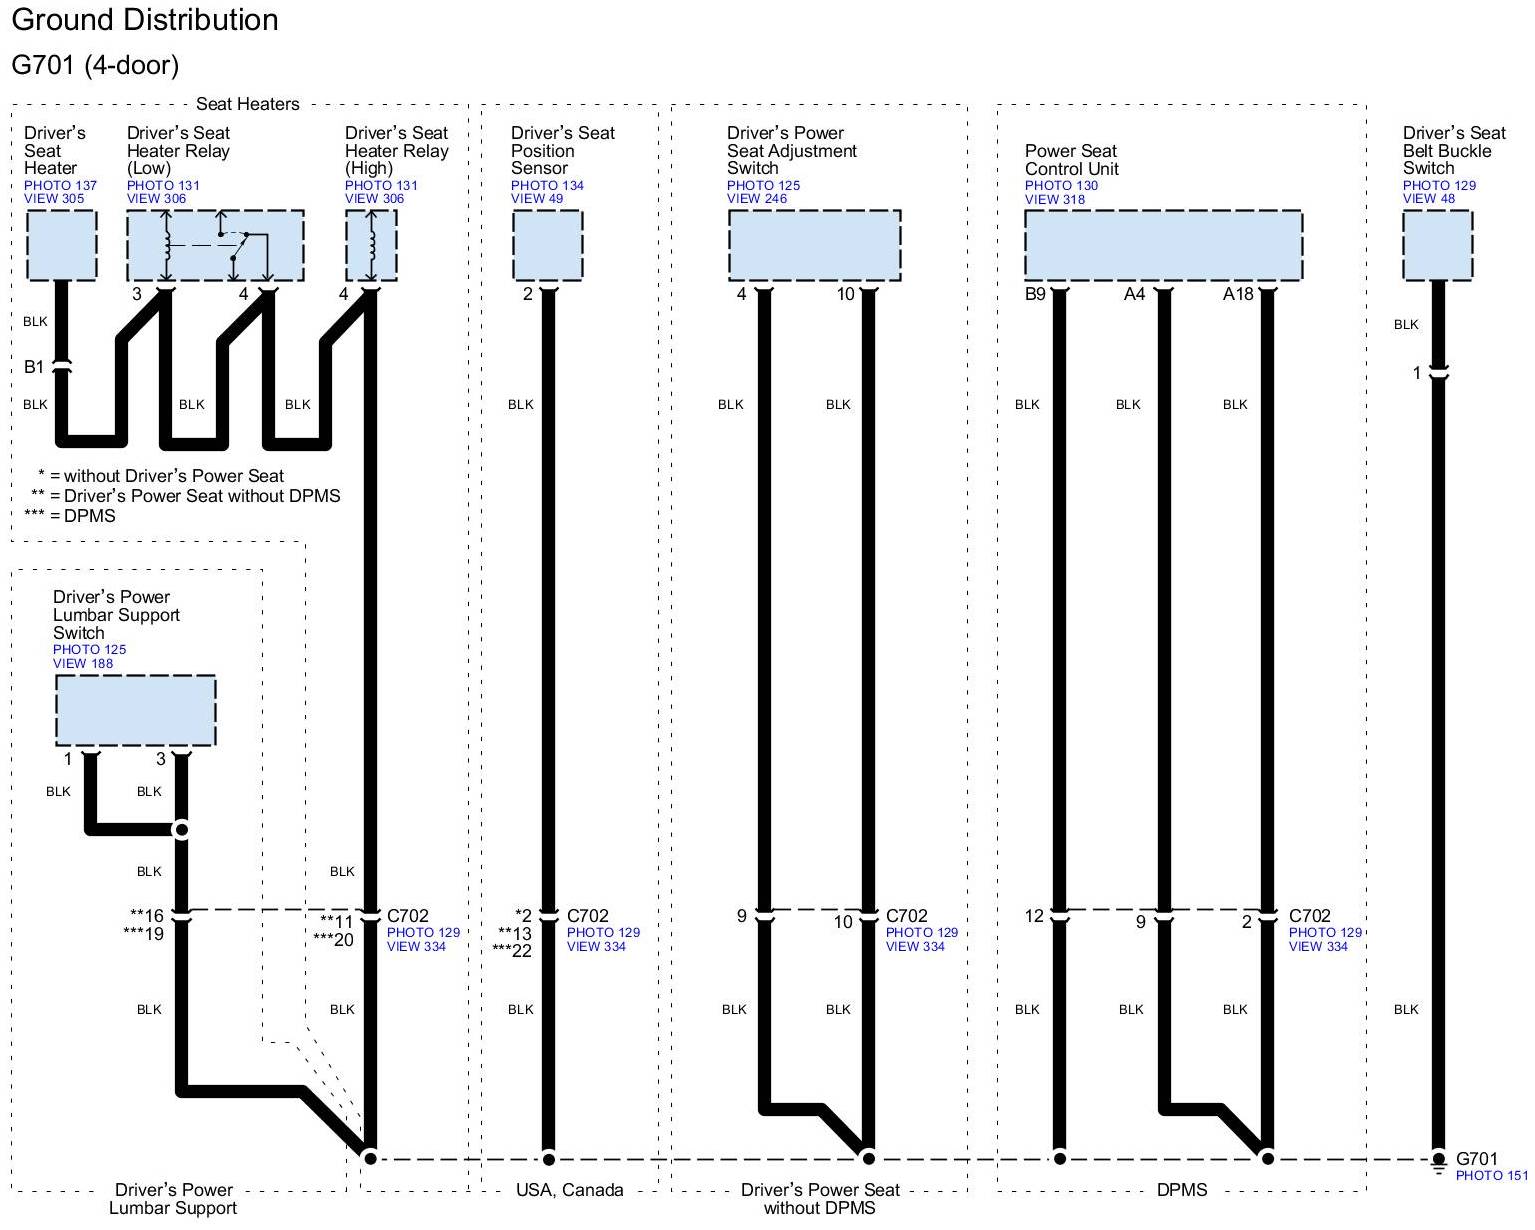 Ground Distribution
G701 (4-door)
Seat Heaters
Driver's
Seat
Heater
PHOTO 137
VIEW 305
Driver's Seat
Heater Relay
(Low)
PHOTO 131
VIEW 306
Driver's Seat
Heater Relay
(High)
PHOTO 131
VIEW 306
Driver's Seat
Position
Sensor
PHOTO 134
VIEW 49
Driver's Power
Seat Adjustment
Switch
PHOTO 125
VIEW 246
Power Seat
Control Unit
PHOTO 130
VIEW 318
Driver's Seat
Belt Buckle
Switch
PHOTO 129
VIEW 48
3
4
4
2
4
10
B9
A4
A18
BLK
BLK
B1
1
BLK
BLK
BLK
BLK
BLK
BLK
BLK
BLK
BLK
* = without Driver's Power Seat
** = Driver's Power Seat without DPMS
*** = DPMS
Driver's Power
Lumbar Support
Switch
PHOTO 125
VIEW 188
1
3
BLK
BLK
BLK
BLK
**16
***19
**11
***20
C702
PHOTO 129
VIEW 334
*2
**13
***22
C702
PHOTO 129
VIEW 334
9
10
C702
PHOTO 129
VIEW 334
12
9
2
C702
PHOTO 129
VIEW 334
BLK
BLK
BLK
BLK
BLK
BLK
BLK
BLK
BLK
G701
PHOTO 151
Driver's Power
Lumbar Support
USA, Canada
Driver's Power Seat
without DPMS
DPMS